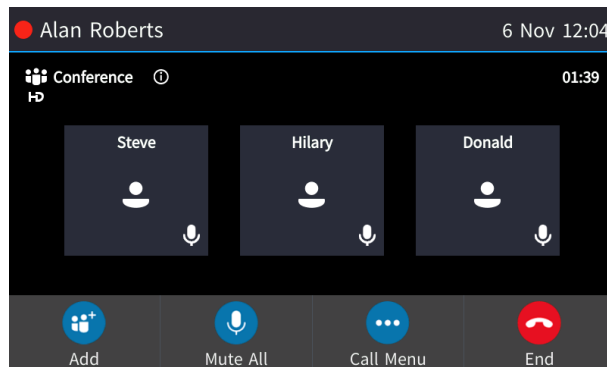 Alan Roberts 6 Nov 12:04
Conference 01:39
HD
Steve Hilary Donald
Add Mute All Call Menu End